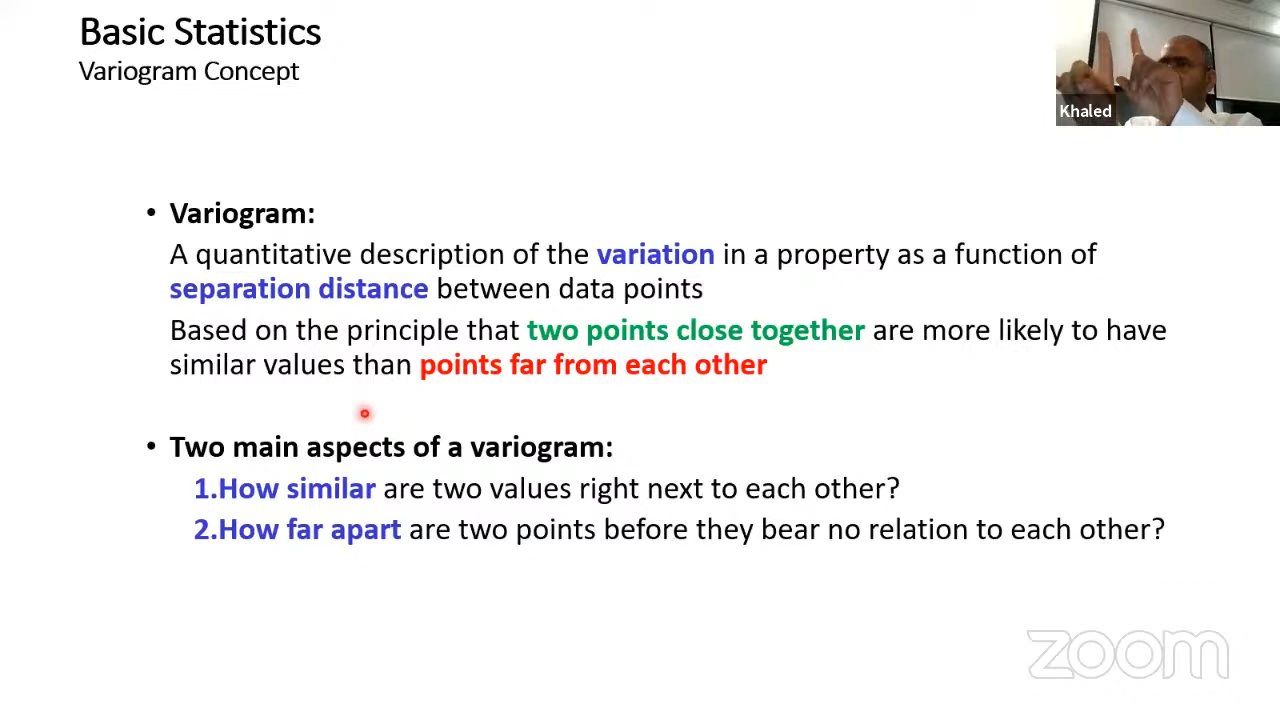 Basic Statistics
Variogram Concept
Khaled
• Variogram:
A quantitative description of the variation in a property as a function of
separation distance between data points
Based on the principle that two points close together are more likely to have
similar values than points far from each other
• Two main aspects of a variogram:
1.How similar are two values right next to each other?
2.How far apart are two points before they bear no relation to each other?
zoom